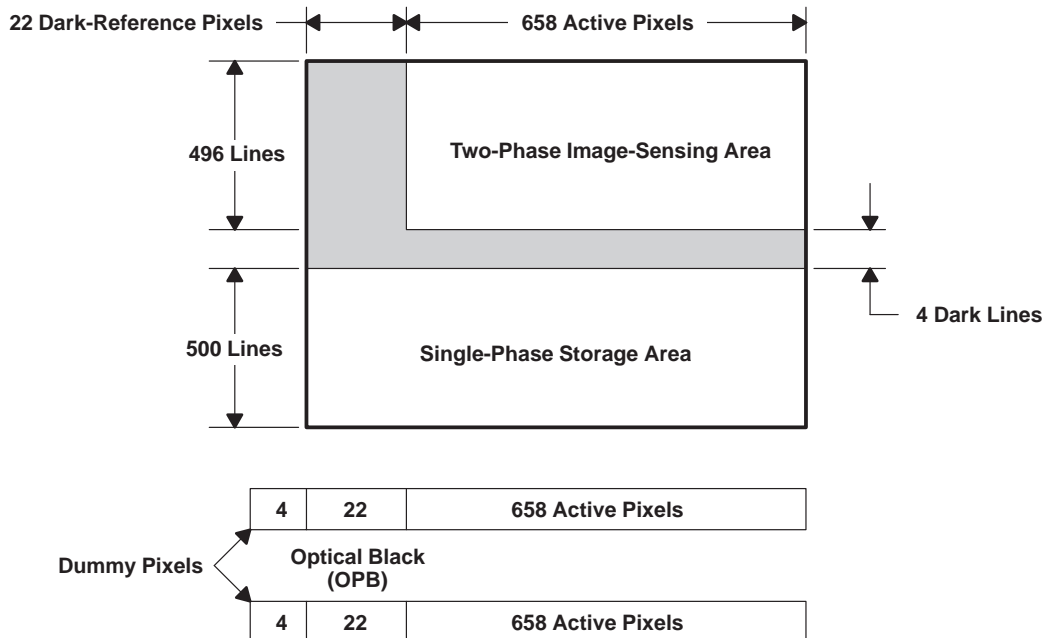 22 Dark-Reference Pixels
658 Active Pixels
496 Lines
Two-Phase Image-Sensing Area
4 Dark Lines
500 Lines
Single-Phase Storage Area
4 22 658 Active Pixels
Dummy Pixels
Optical Black
(OPB)
4 22 658 Active Pixels